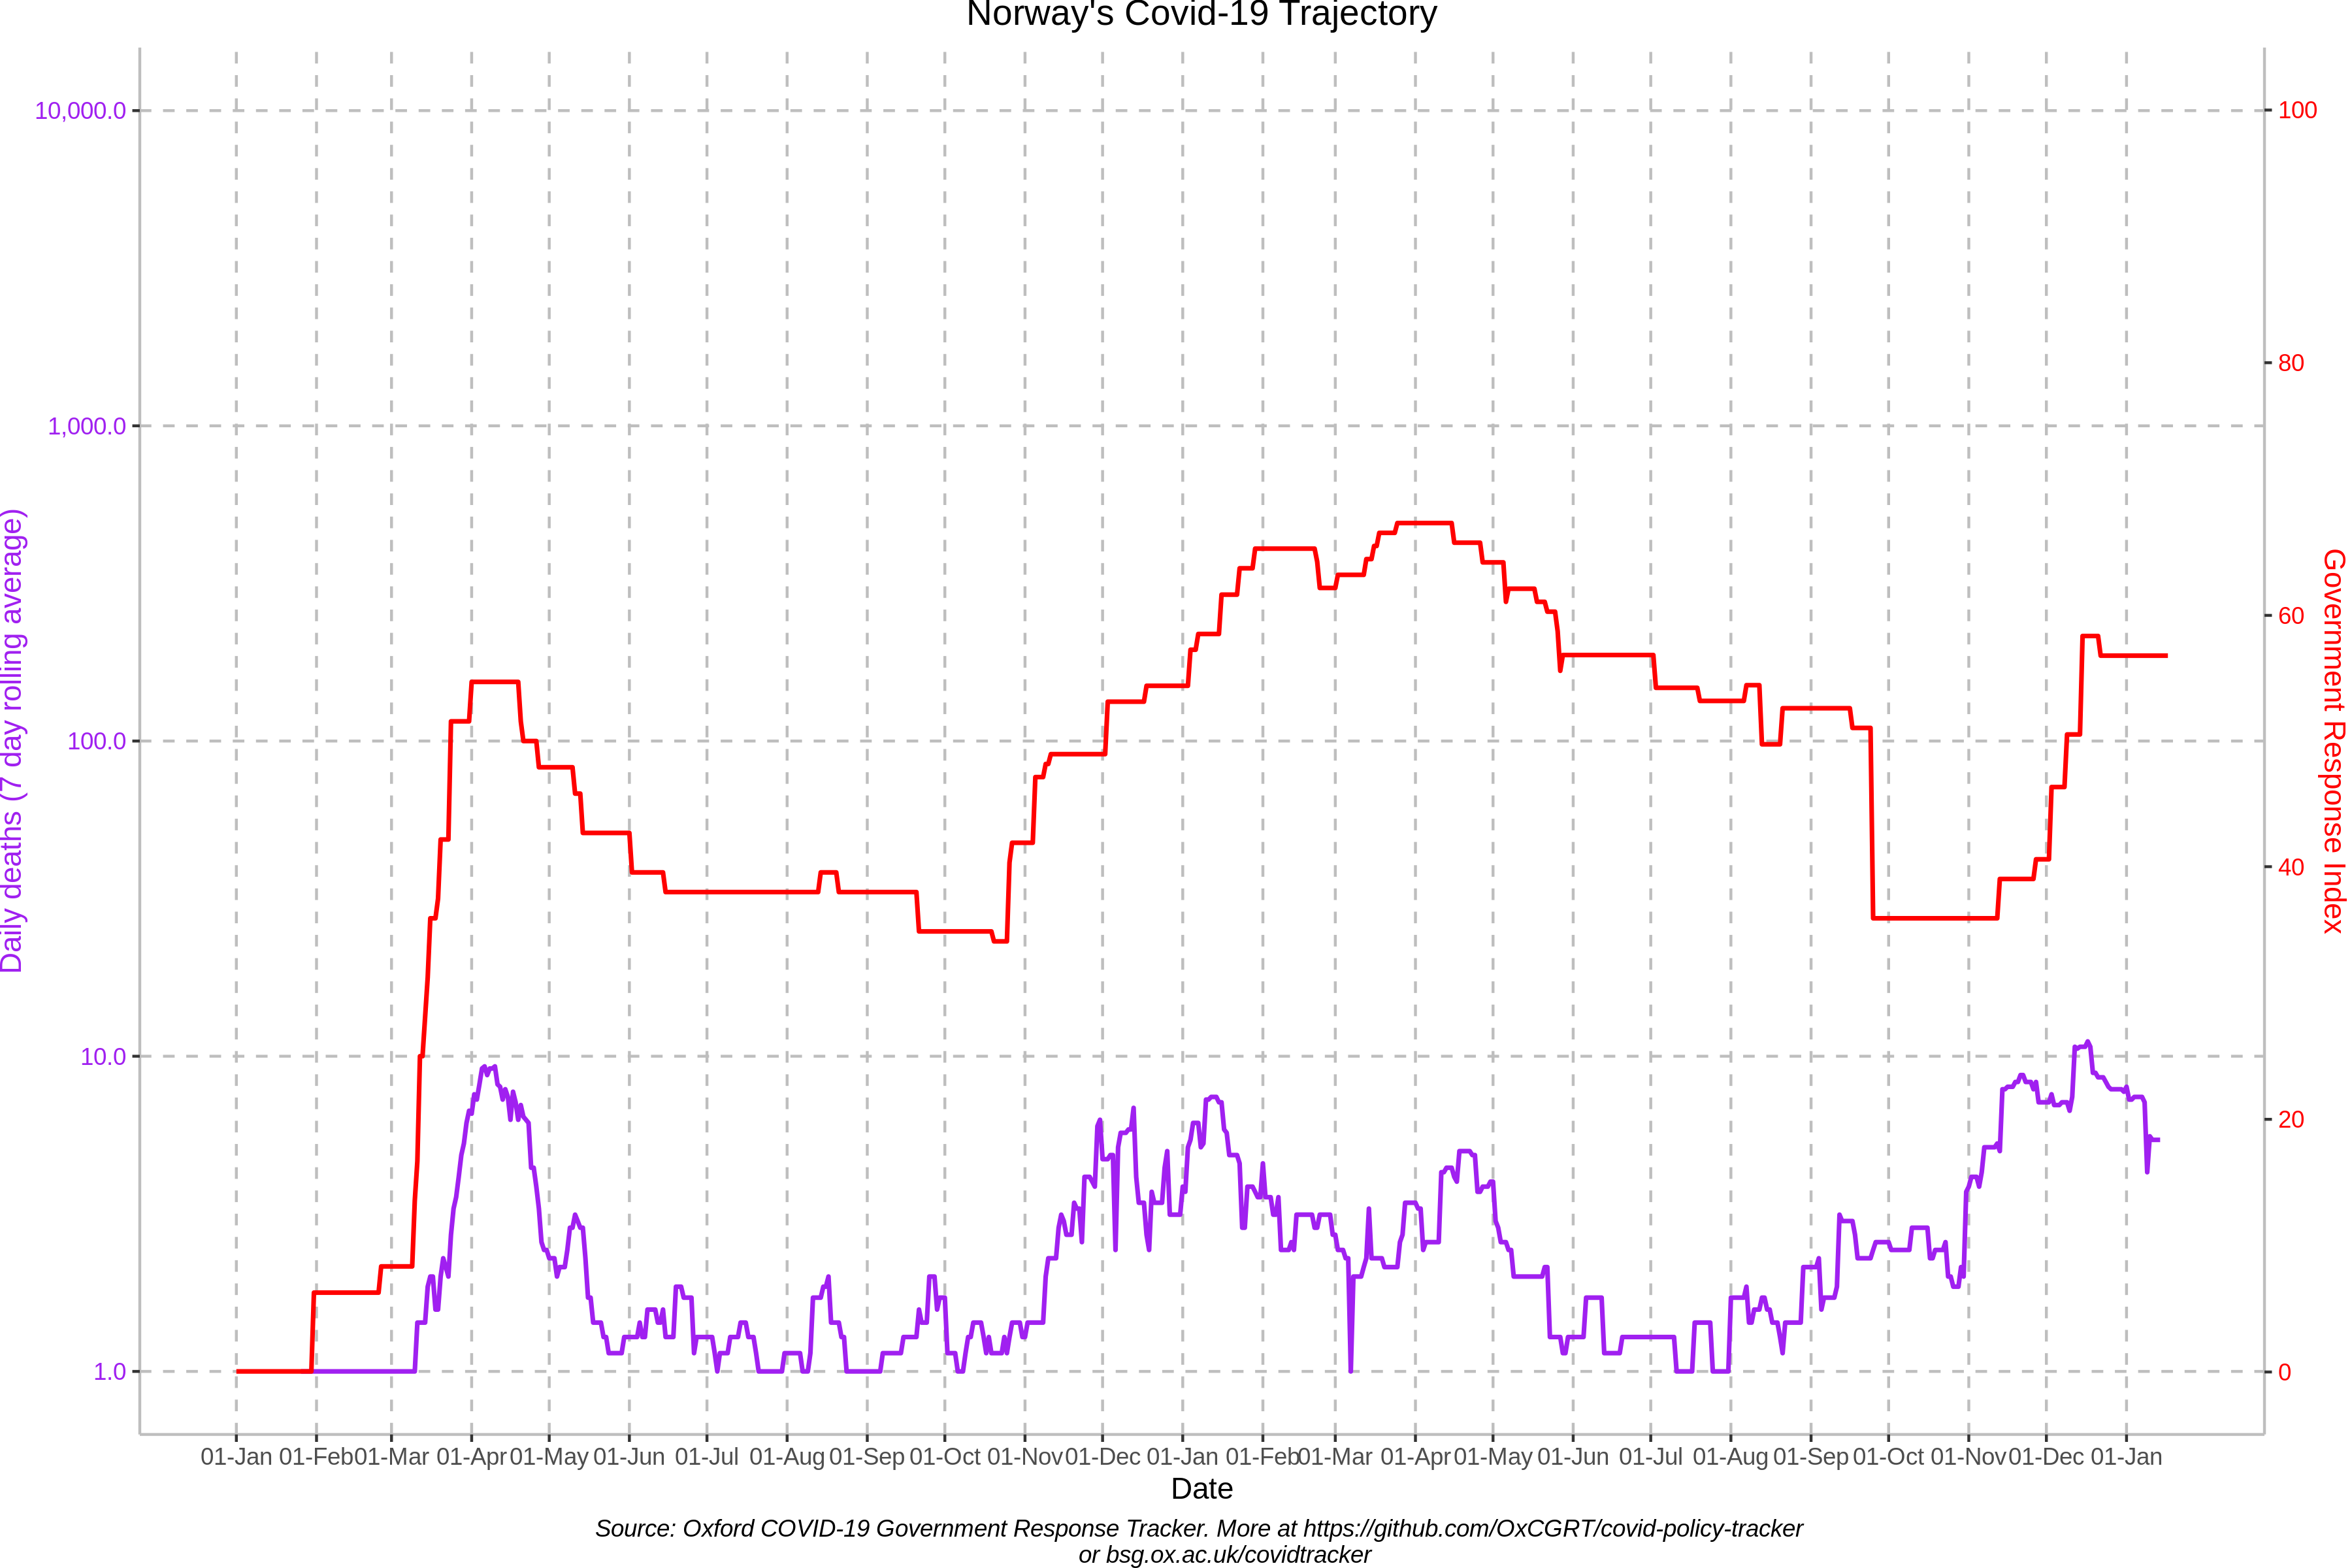 Norway's Covid-19 Trajectory
Daily deaths (7 day rolling average)
10,000.0
1,000.0
100.0
10.0
1.0
100
80
60
40
20
0
Government Response Index
01-Jan 01-Feb 01-Mar 01-Apr 01-May 01-Jun 01-Jul 01-Aug 01-Sep 01-Oct 01-Nov 01-Dec 01-Jan 01-Feb 01-Mar 01-Apr 01-May 01-Jun 01-Jul 01-Aug 01-Sep 01-Oct 01-Nov 01-Dec 01-Jan
Date
Source: Oxford COVID-19 Government Response Tracker. More at https://github.com/OxCGRT/covid-policy-tracker
or bsg.ox.ac.uk/covidtracker